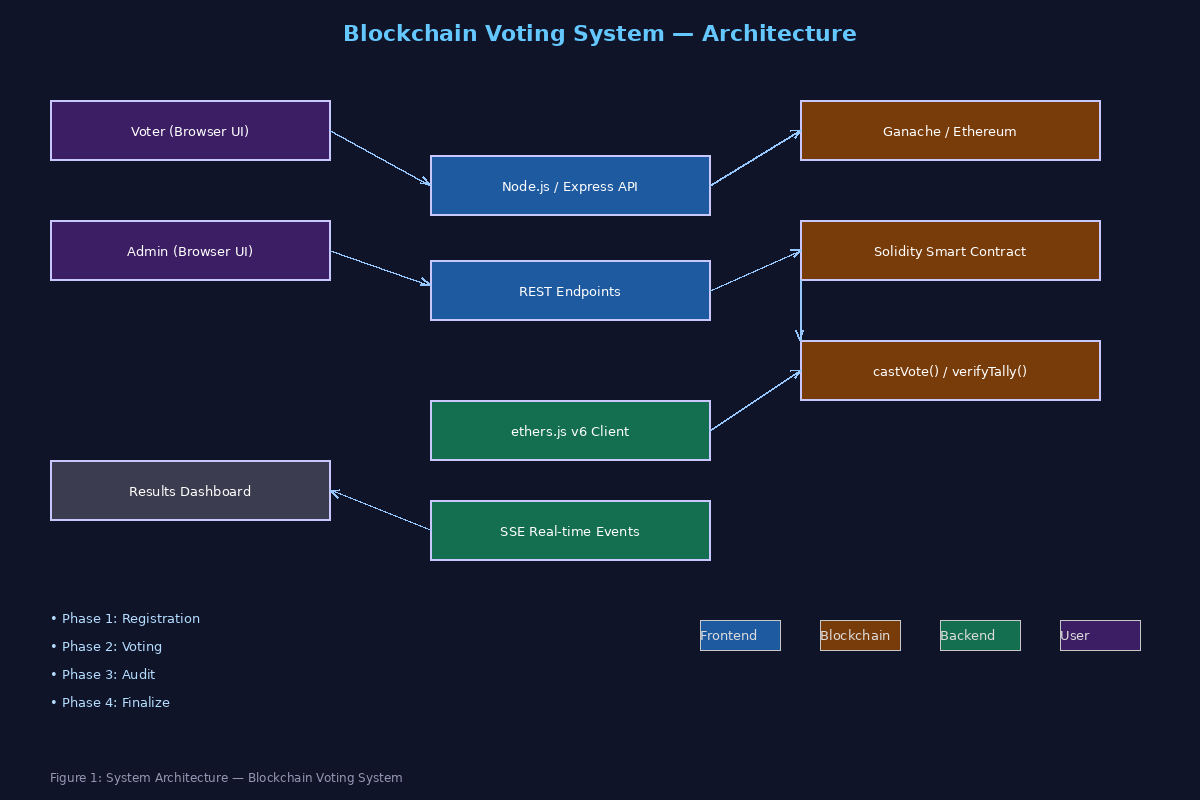 Blockchain Voting System — Architecture
Voter (Browser UI)
Ganache / Ethereum
Node.js / Express API
Admin (Browser UI)
Solidity Smart Contract
REST Endpoints
castVote() / verifyTally()
ethers.js v6 Client
Results Dashboard
SSE Real-time Events
• Phase 1: Registration
• Phase 2: Voting
• Phase 3: Audit
• Phase 4: Finalize
Frontend
Blockchain
Backend
User
Figure 1: System Architecture — Blockchain Voting System